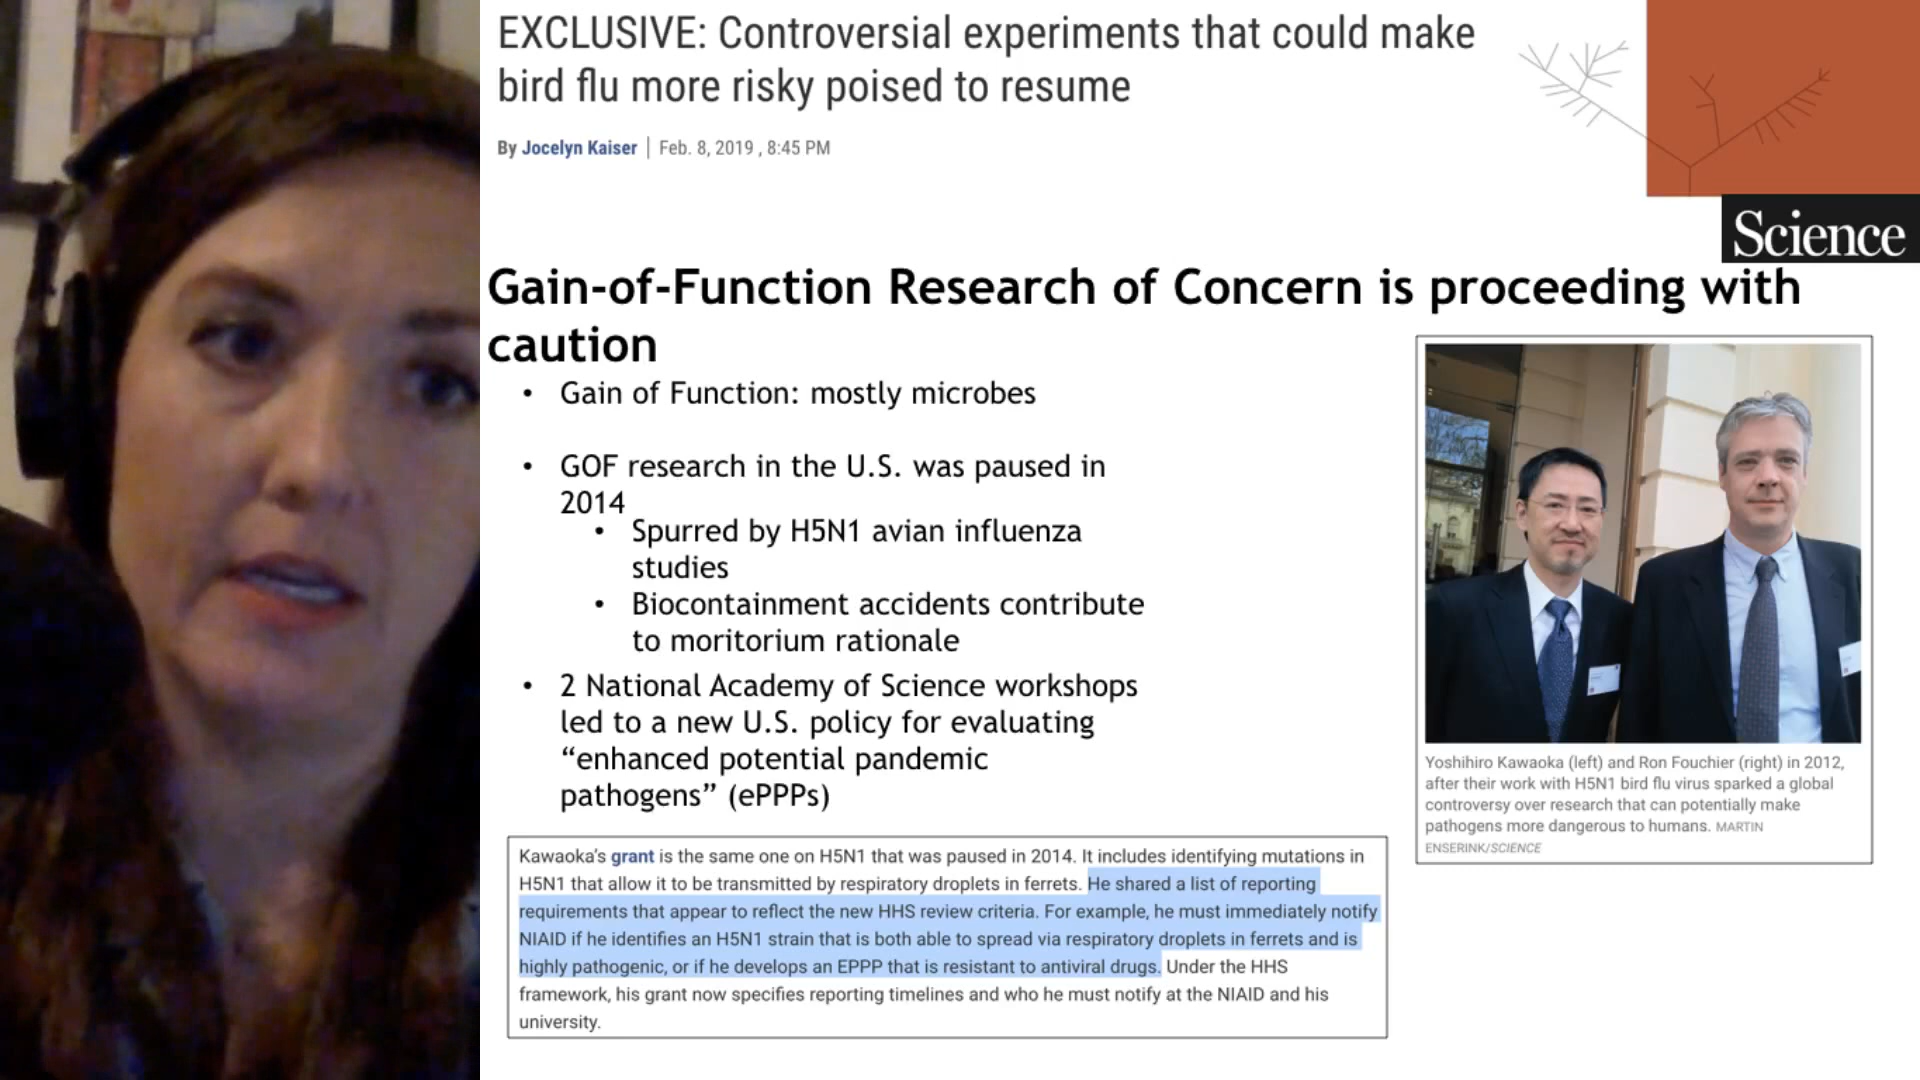 EXCLUSIVE: Controversial experiments that could make
bird flu more risky poised to resume
By Jocelyn Kaiser | Feb. 8, 2019 , 8:45 PM
Science
Gain-of-Function Research of Concern is proceeding with
caution
• Gain of Function: mostly microbes
• GOF research in the U.S. was paused in
2014
• Spurred by H5N1 avian influenza
studies
• Biocontainment accidents contribute
to moritorium rationale
• 2 National Academy of Science workshops
led to a new U.S. policy for evaluating
“enhanced potential pandemic
pathogens” (ePPPs)
Yoshihiro Kawaoka (left) and Ron Fouchier (right) in 2012,
after their work with H5N1 bird flu virus sparked a global
controversy over research that can potentially make
pathogens more dangerous to humans. MARTIN
ENSERINK/SCIENCE
Kawaoka’s grant is the same one on H5N1 that was paused in 2014. It includes identifying mutations in
H5N1 that allow it to be transmitted by respiratory droplets in ferrets. He shared a list of reporting
requirements that appear to reflect the new HHS review criteria. For example, he must immediately notify
NIAID if he identifies an H5N1 strain that is both able to spread via respiratory droplets in ferrets and is
highly pathogenic, or if he develops an EPPP that is resistant to antiviral drugs. Under the HHS
framework, his grant now specifies reporting timelines and who he must notify at the NIAID and his
university.